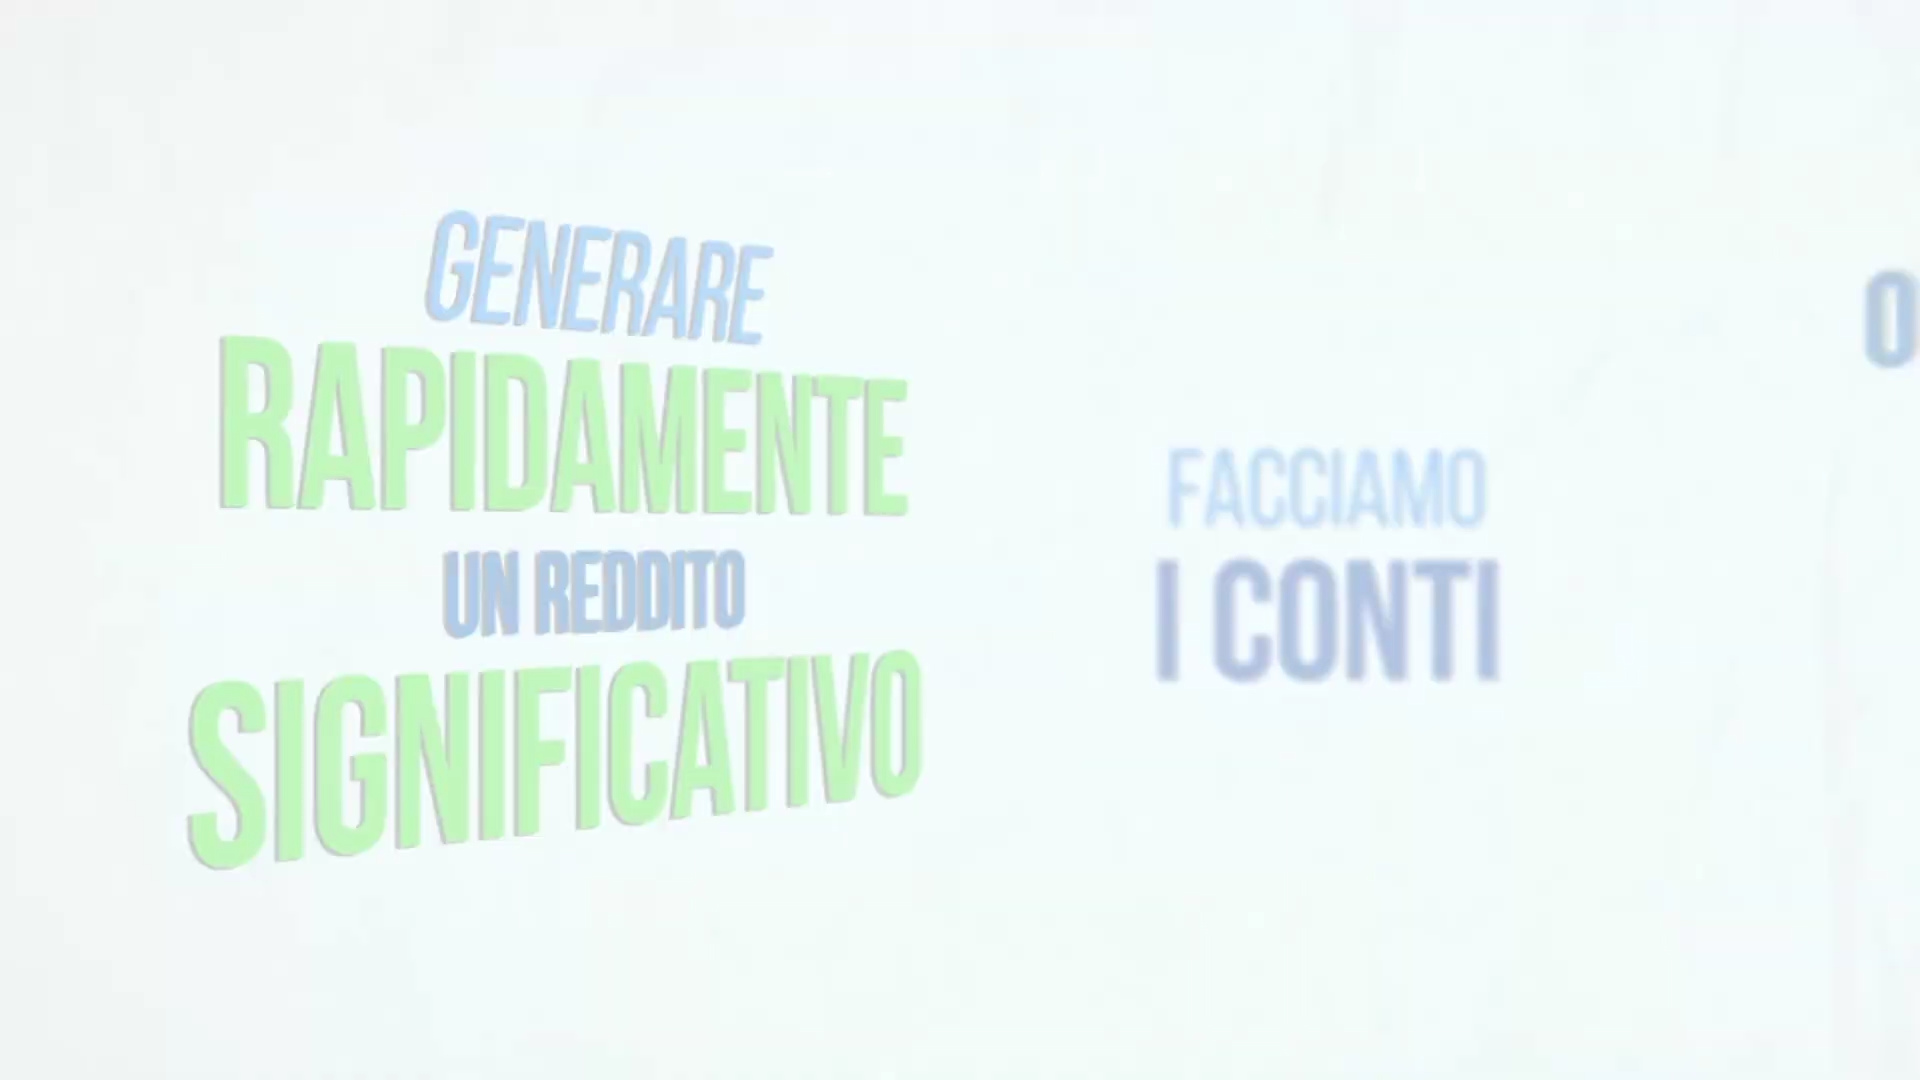 GENERARE
RAPIDAMENTE
UN REDDITO
SIGNIFICATIVO
FACCIAMO
I CONTI